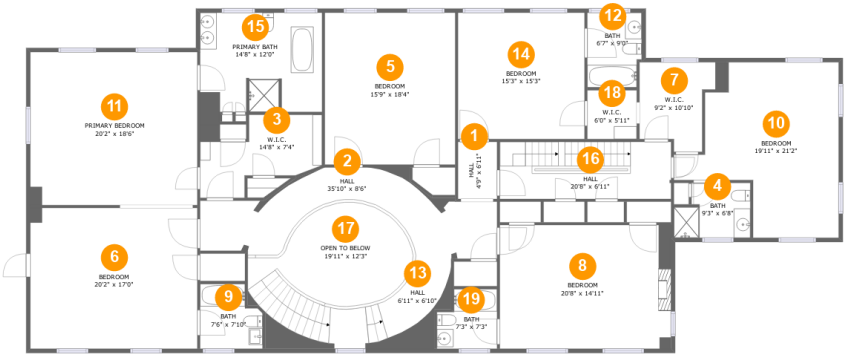 15
PRIMARY BATH
14'8" x 12'0"
12
BATH
6'7" x 9'0"
5
BEDROOM
15'9" x 18'4"
14
BEDROOM
15'3" x 15'3"
7
W.I.C.
9'2" x 10'10"
11
PRIMARY BEDROOM
20'2" x 18'6"
18
W.I.C.
6'0" x 5'11"
3
W.I.C.
14'8" x 7'4"
10
BEDROOM
19'11" x 21'2"
1
HALL
4'9" x 6'11"
2
HALL
35'10" x 8'6"
16
HALL
20'8" x 6'11"
4
BATH
9'3" x 6'8"
17
OPEN TO BELOW
19'11" x 12'3"
6
BEDROOM
20'2" x 17'0"
13
HALL
6'11" x 6'10"
8
BEDROOM
20'8" x 14'11"
9
BATH
7'6" x 7'10"
19
BATH
7'3" x 7'3"